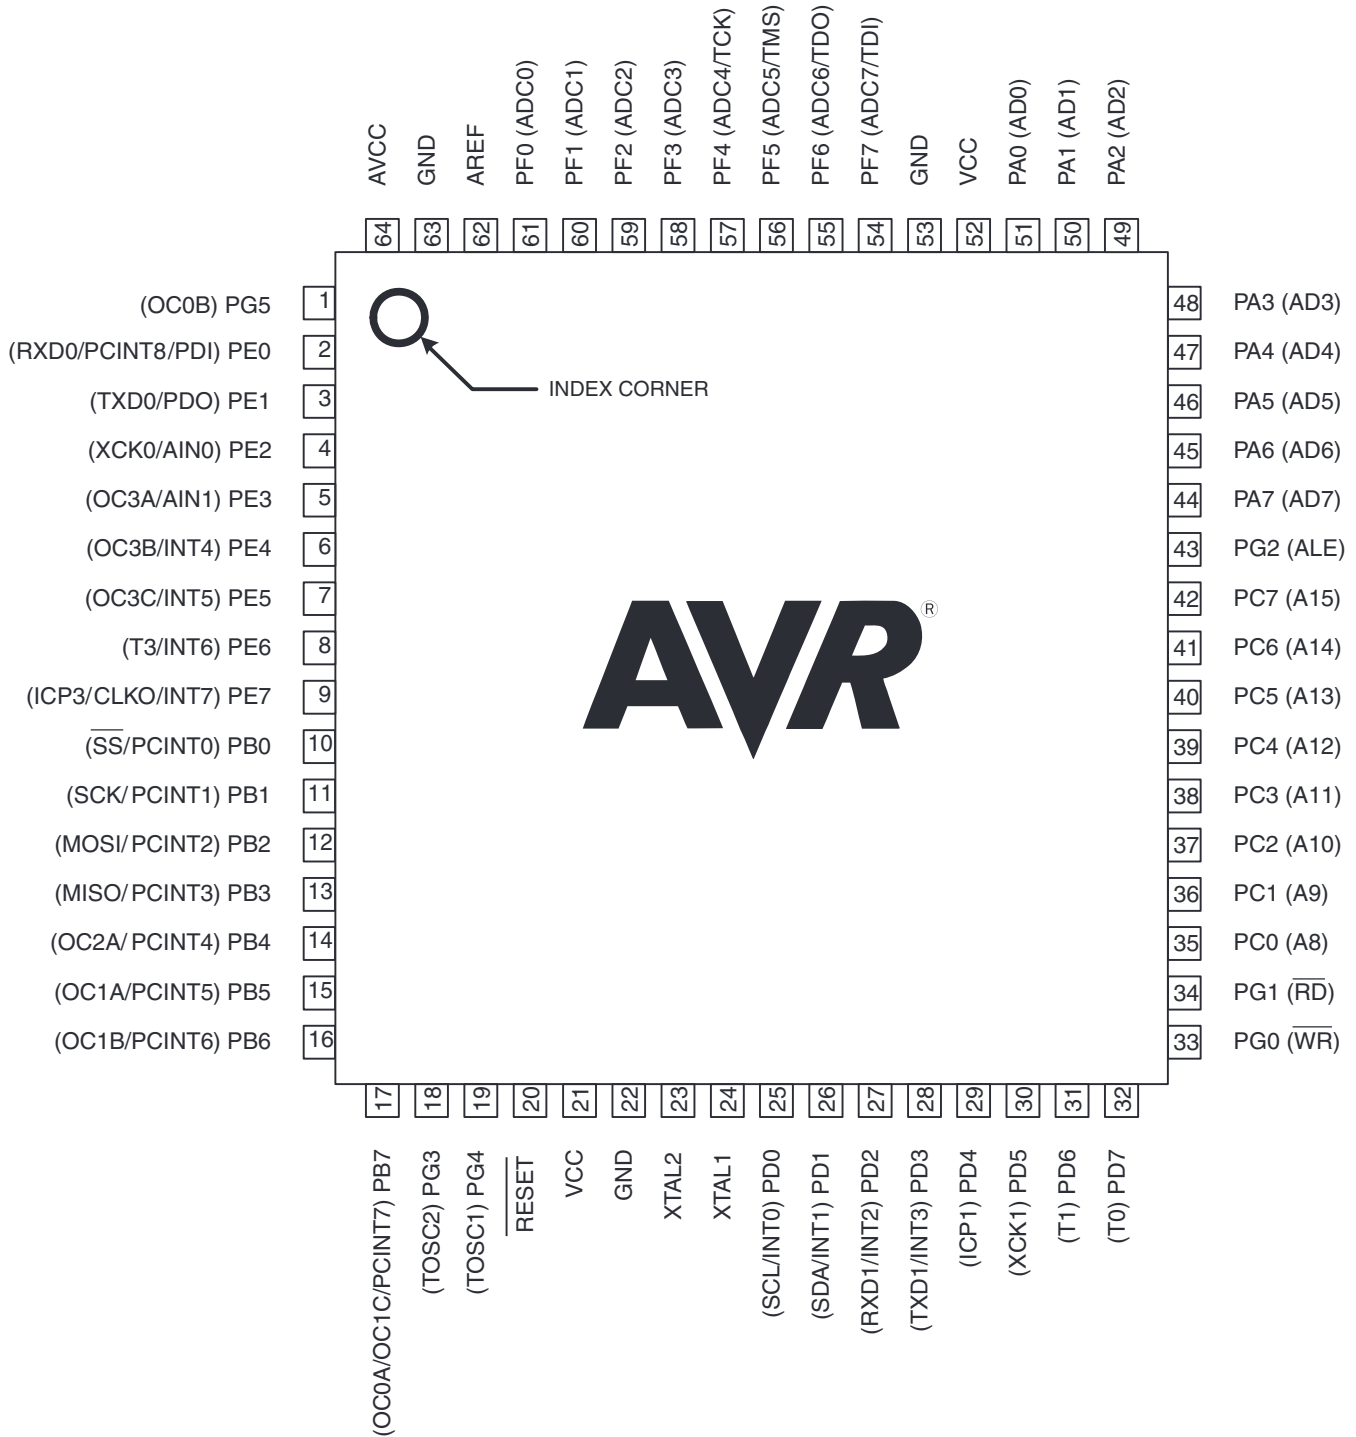 AVCC
GND
AREF
PF0 (ADC0)
PF1 (ADC1)
PF2 (ADC2)
PF3 (ADC3)
PF4 (ADC4/TCK)
PF5 (ADC5/TMS)
PF6 (ADC6/TDO)
PF7 (ADC7/TDI)
GND
VCC
PA0 (AD0)
PA1 (AD1)
PA2 (AD2)
64
63
62
61
60
59
58
57
56
55
54
53
52
51
50
49
(OC0B) PG5 1
(RXD0/PCINT8/PDI) PE0 2
(TXD0/PDO) PE1 3
(XCK0/AIN0) PE2 4
(OC3A/AIN1) PE3 5
(OC3B/INT4) PE4 6
(OC3C/INT5) PE5 7
(T3/INT6) PE6 8
(ICP3/CLKO/INT7) PE7 9
(SS/PCINT0) PB0 10
(SCK/ PCINT1) PB1 11
(MOSI/ PCINT2) PB2 12
(MISO/ PCINT3) PB3 13
(OC2A/ PCINT4) PB4 14
(OC1A/PCINT5) PB5 15
(OC1B/PCINT6) PB6 16
INDEX CORNER
AVR®
48 PA3 (AD3)
47 PA4 (AD4)
46 PA5 (AD5)
45 PA6 (AD6)
44 PA7 (AD7)
43 PG2 (ALE)
42 PC7 (A15)
41 PC6 (A14)
40 PC5 (A13)
39 PC4 (A12)
38 PC3 (A11)
37 PC2 (A10)
36 PC1 (A9)
35 PC0 (A8)
34 PG1 (RD)
33 PG0 (WR)
17
18
19
20
21
22
23
24
25
26
27
28
29
30
31
32
(OC0A/OC1C/PCINT7) PB7
(TOSC2) PG3
(TOSC1) PG4
RESET
VCC
GND
XTAL2
XTAL1
(SCL/INT0) PD0
(SDA/INT1) PD1
(RXD1/INT2) PD2
(TXD1/INT3) PD3
(ICP1) PD4
(XCK1) PD5
(T1) PD6
(T0) PD7